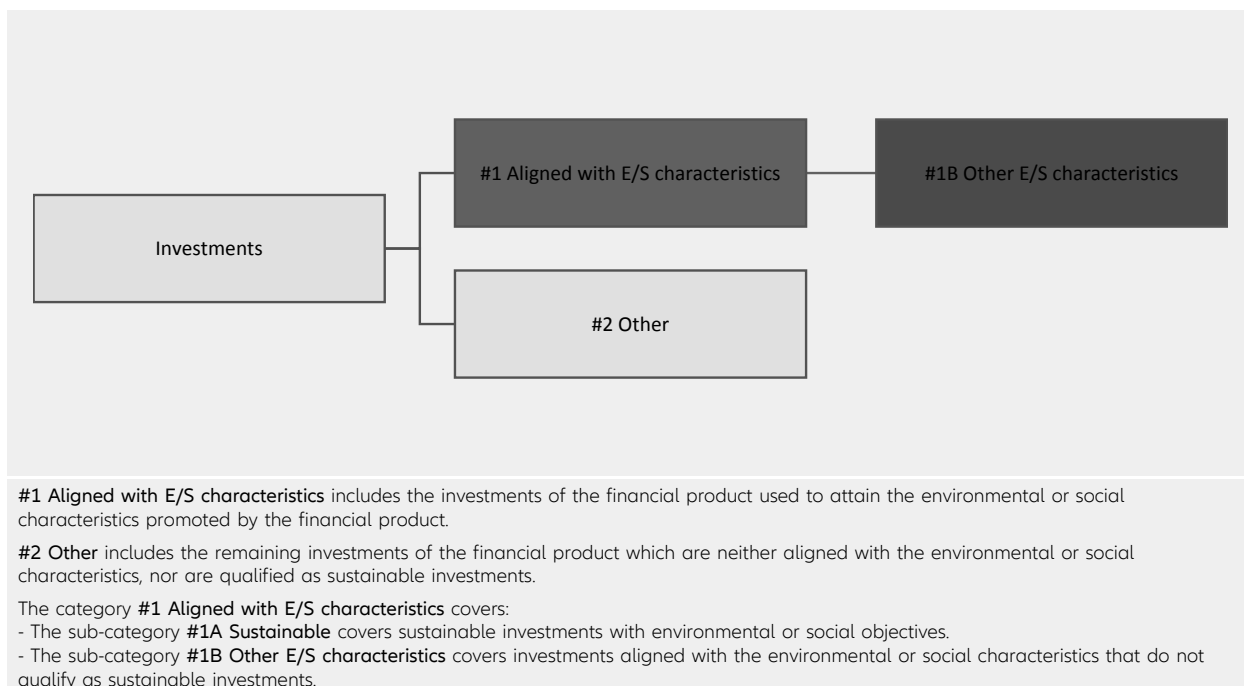 #1 Aligned with E/S characteristics
#1B Other E/S characteristics
Investments
#2 Other
#1 Aligned with E/S characteristics includes the investments of the financial product used to attain the environmental or social
characteristics promoted by the financial product.
#2 Other includes the remaining investments of the financial product which are neither aligned with the environmental or social
characteristics, nor are qualified as sustainable investments.
The category #1 Aligned with E/S characteristics covers:
- The sub-category #1A Sustainable covers sustainable investments with environmental or social objectives.
- The sub-category #1B Other E/S characteristics covers investments aligned with the environmental or social characteristics that do not
qualify as sustainable investments.